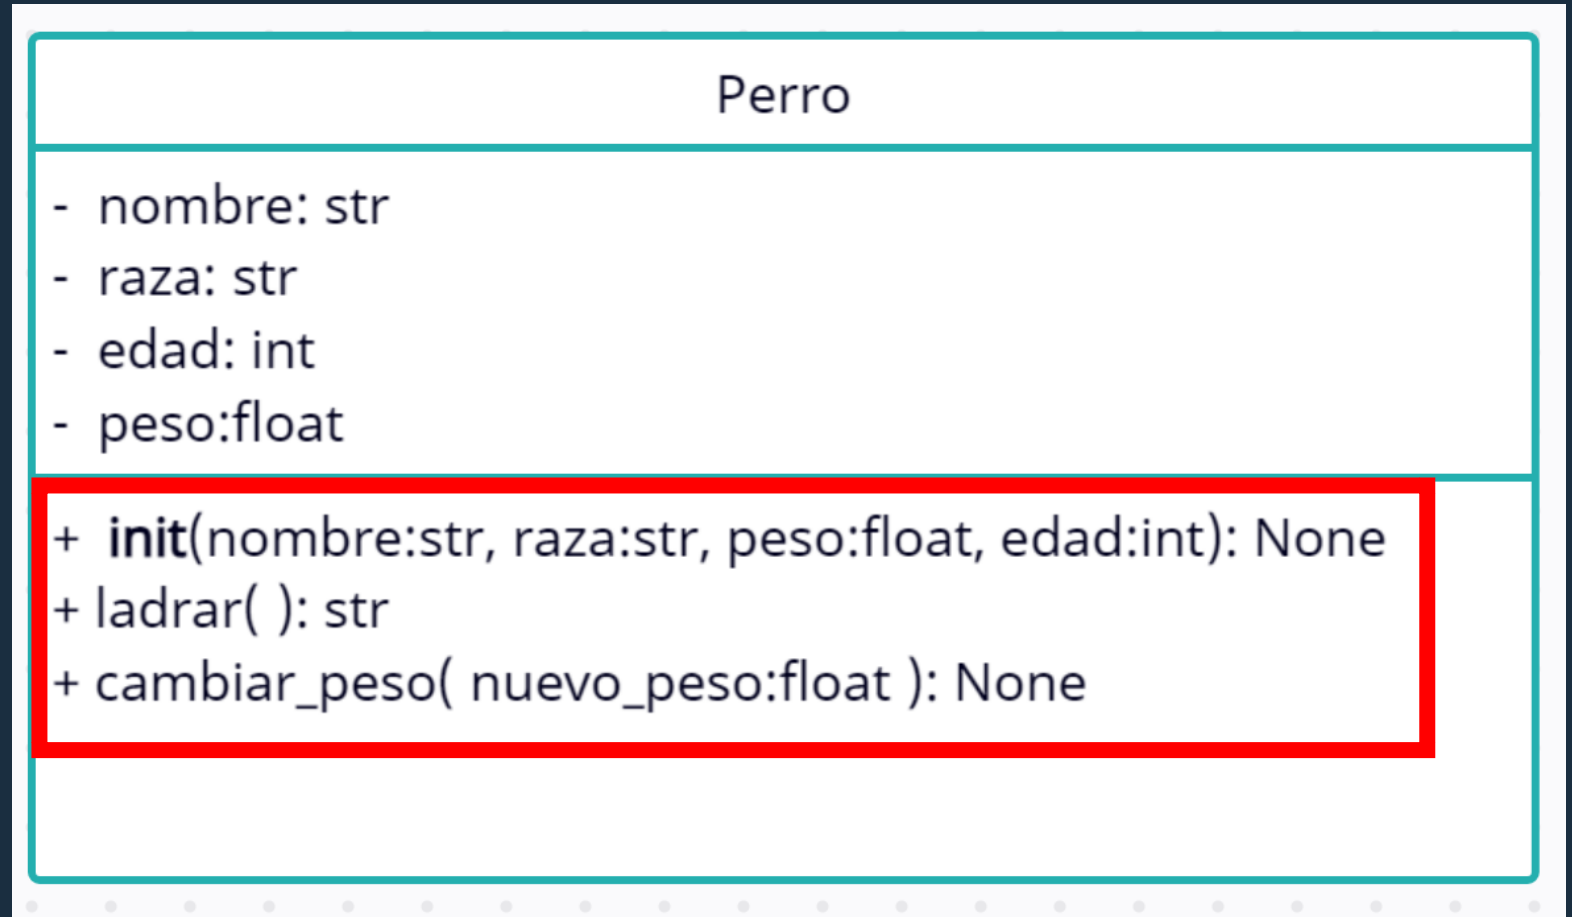 Perro
- nombre: str
- raza: str
- edad: int
- peso:float
+ init(nombre:str, raza:str, peso:float, edad:int): None
+ ladrar( ): str
+ cambiar_peso( nuevo_peso:float ): None